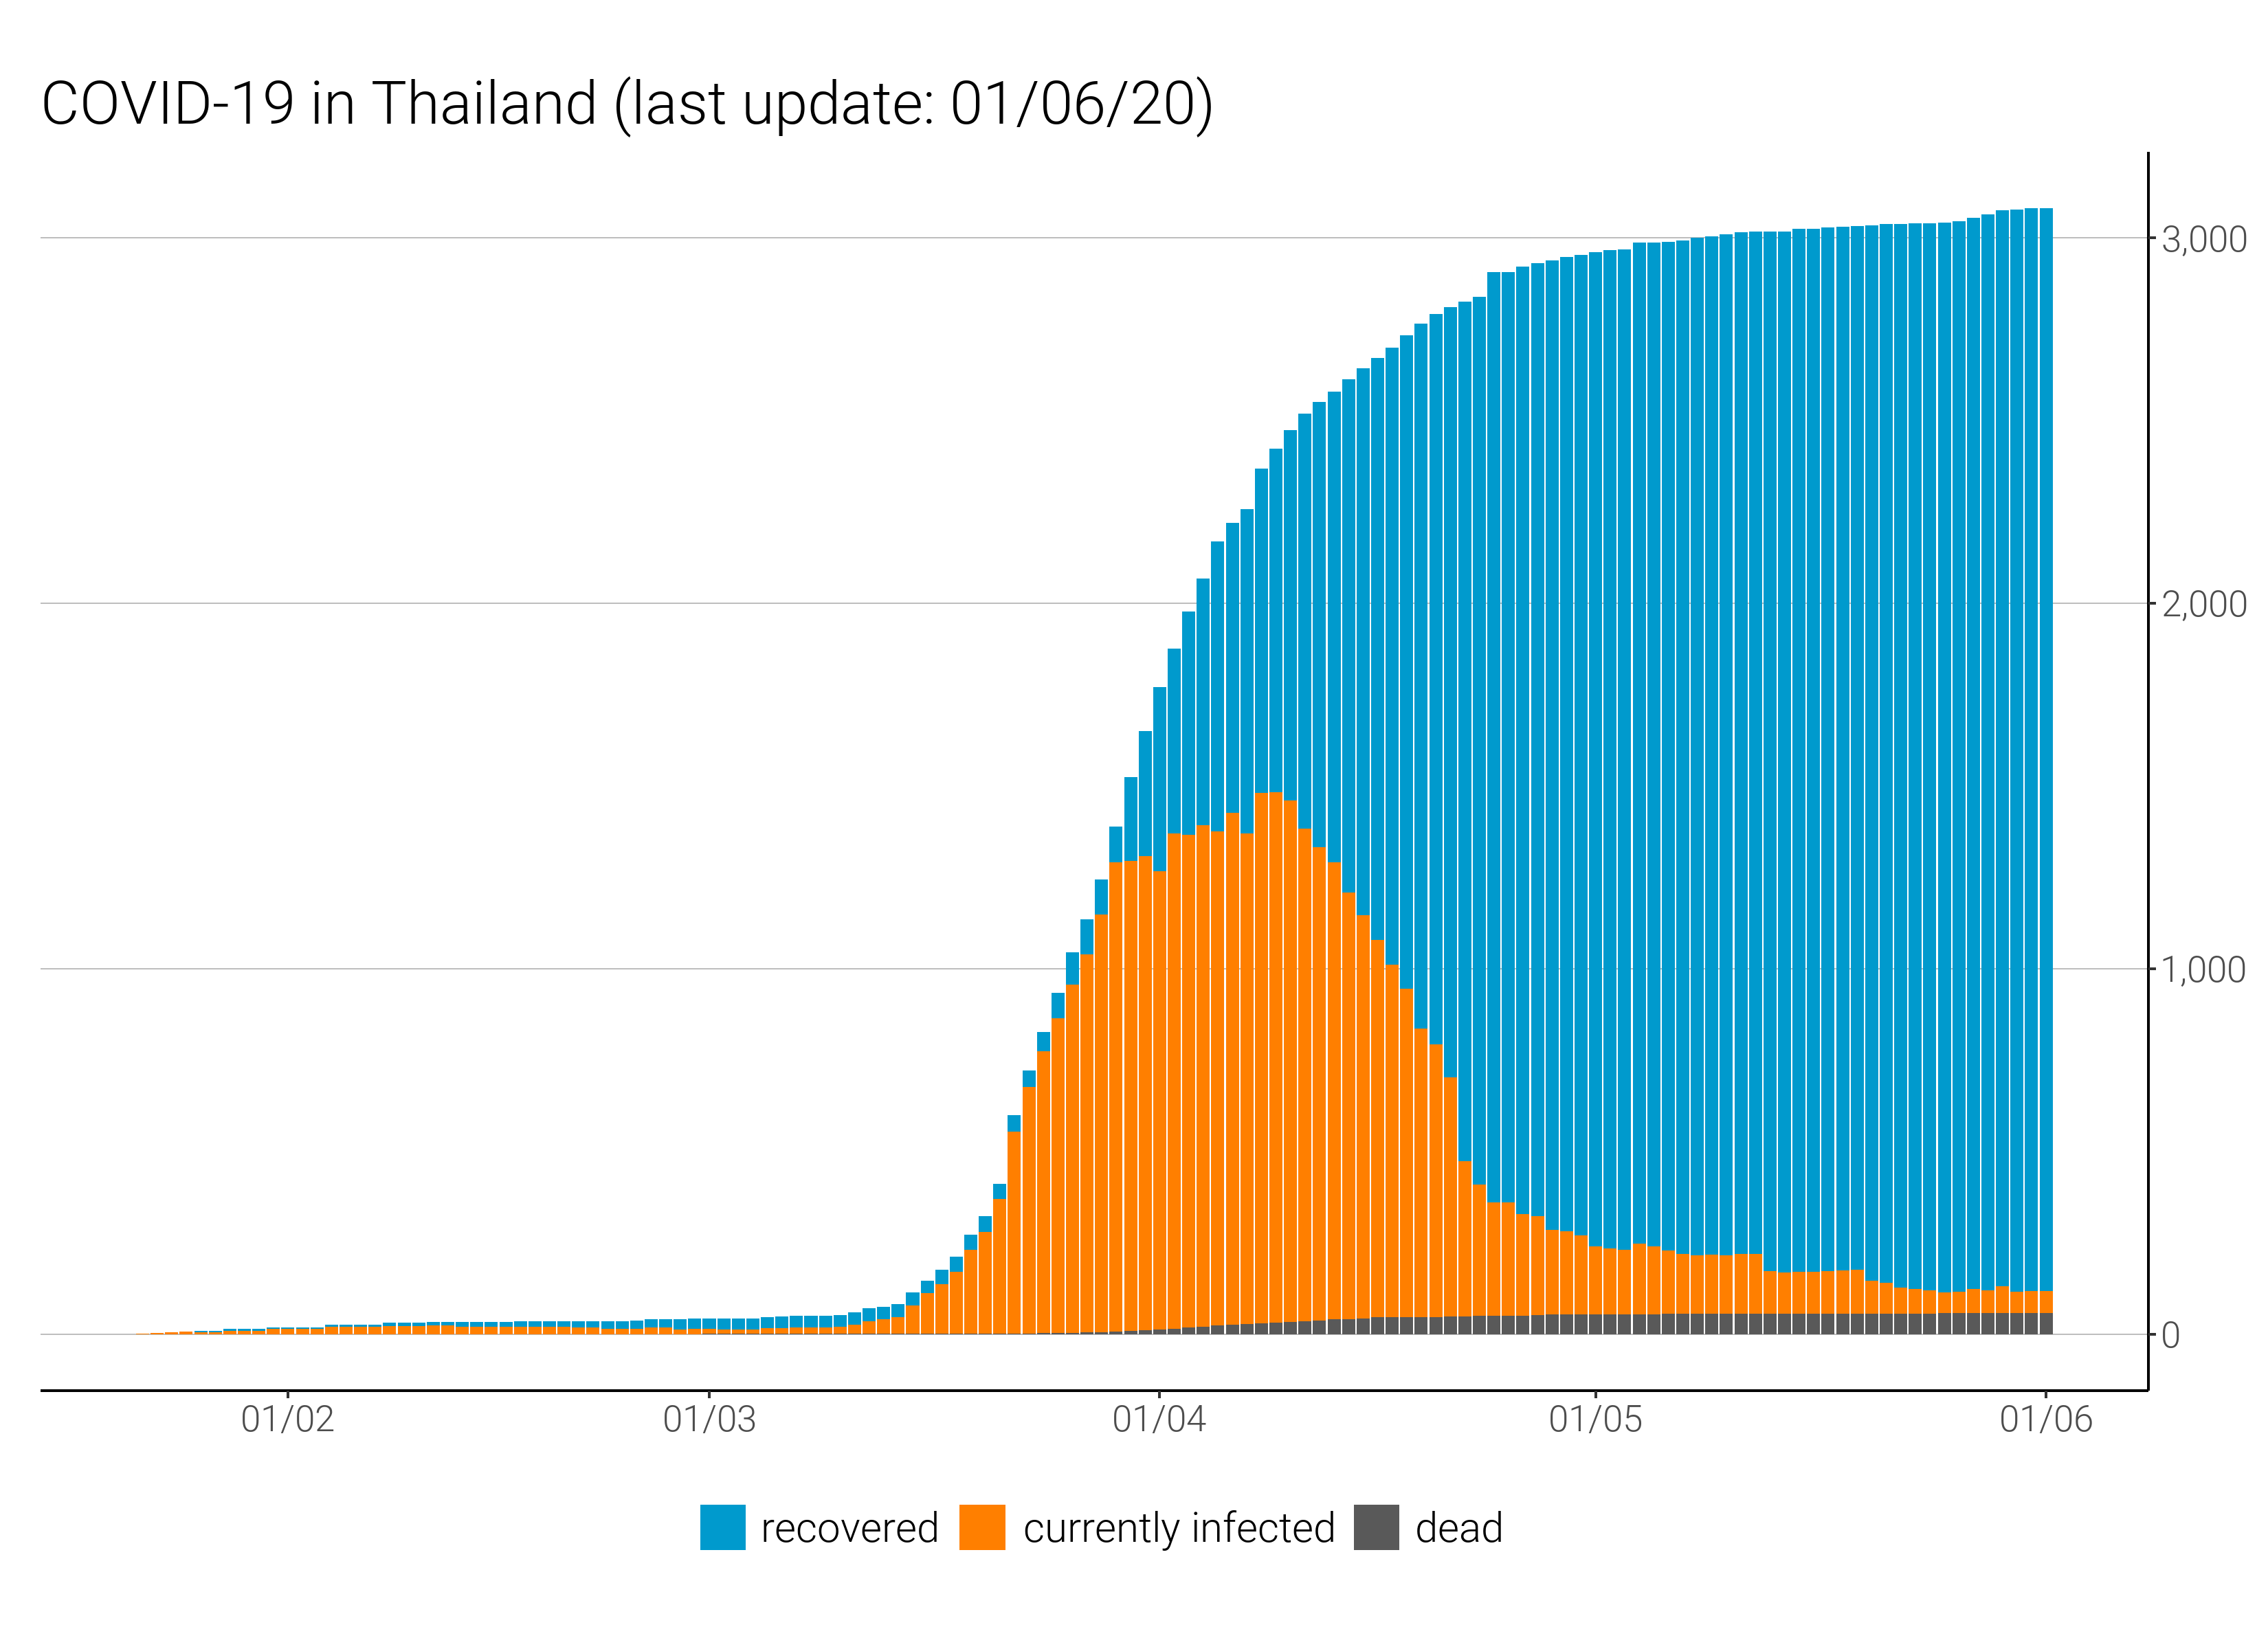 COVID-19 in Thailand (last update: 01/06/20)
3,000
2,000
1,000
0
01/02 01/03 01/04 01/05 01/06
recovered currently infected dead